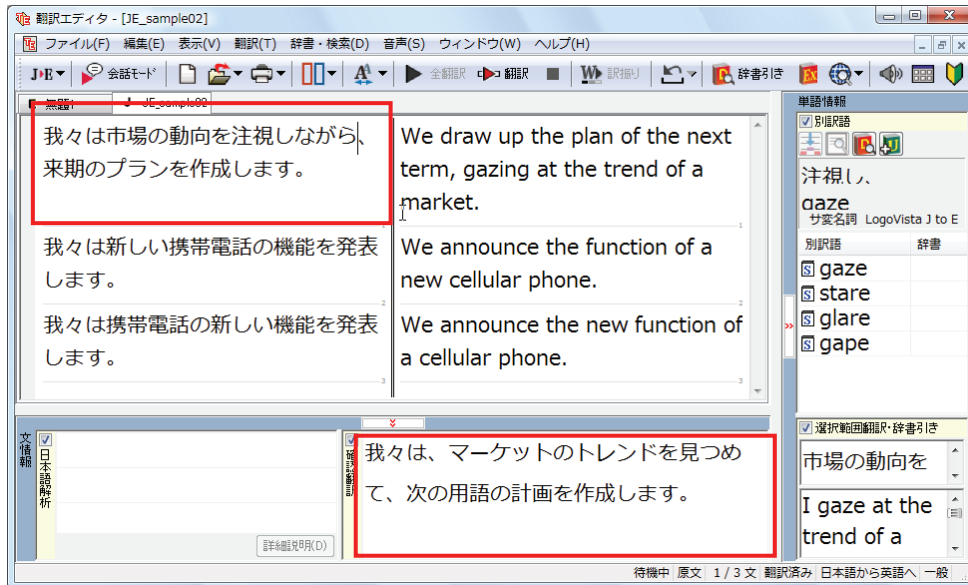 翻訳エディタ - [JE_sample02]
ファイル(F) 編集(E) 表示(V) 翻訳(T) 辞書・検索(D) 音声(S) ウィンドウ(W) ヘルプ(H)
J▸E 会話モード 全翻訳 翻訳 訳振り 辞書引き
無題1 JE_sample02
我々は市場の動向を注視しながら、
来期のプランを作成します。
We draw up the plan of the next
term, gazing at the trend of a
market.
1
1
我々は新しい携帯電話の機能を発表
します。
We announce the function of a
new cellular phone.
2
2
我々は携帯電話の新しい機能を発表
します。
We announce the new function of
a cellular phone.
3
3
単語情報
別訳語
注視し、
gaze
サ変名詞 LogoVista J to E
別訳語 辞書
S gaze
S stare
S glare
S gape
選択範囲翻訳・辞書引き
市場の動向を
I gaze at the
trend of a
文情報
日本語解析
詳細説明(D)
確認翻訳
我々は、マーケットのトレンドを見つめ
て、次の用語の計画を作成します。
待機中 原文 1 / 3 文 翻訳済み 日本語から英語へ 一般